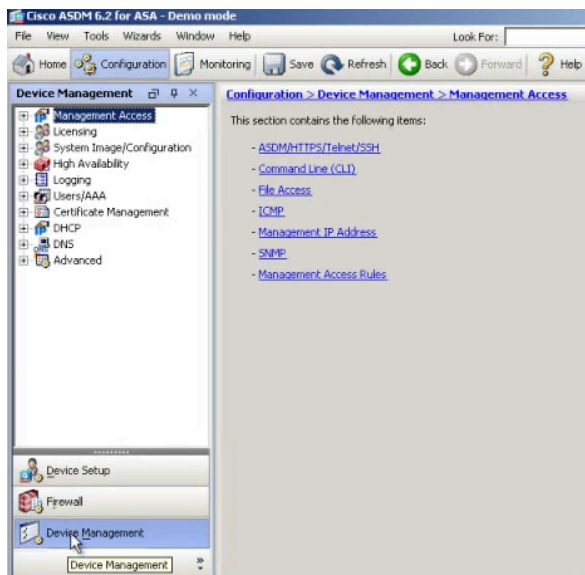 Cisco ASDM 6.2 for ASA - Demo mode
File View Tools Wizards Window Help Look For:
Home Configuration Monitoring Save Refresh Back Forward Help
Device Management
Management Access
Licensing
System Image/Configuration
High Availability
Logging
Users/AAA
Certificate Management
DHCP
DNS
Advanced
Device Setup
Firewall
Device Management
Device Management
Configuration > Device Management > Management Access
This section contains the following items:
- ASDM/HTTPS/Telnet/SSH
- Command Line (CLI)
- File Access
- ICMP
- Management IP Address
- SNMP
- Management Access Rules